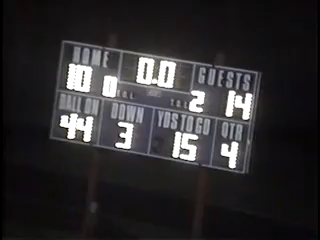 HOME 0.0 GUESTS
10 0 T.O.L T.O.L 2 14
BALL ON DOWN YDS TO GO QTR
44 3 15 4